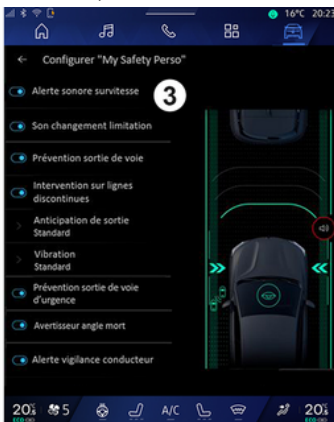 16°C 20:23
Configurer "My Safety Perso"
Alerte sonore survitesse
3
Son changement limitation
Prévention sortie de voie
Intervention sur lignes
discontinues
Anticipation de sortie
Standard
Vibration
Standard
Prévention sortie de voie
d'urgence
Avertisseur angle mort
Alerte vigilance conducteur
5
A/C